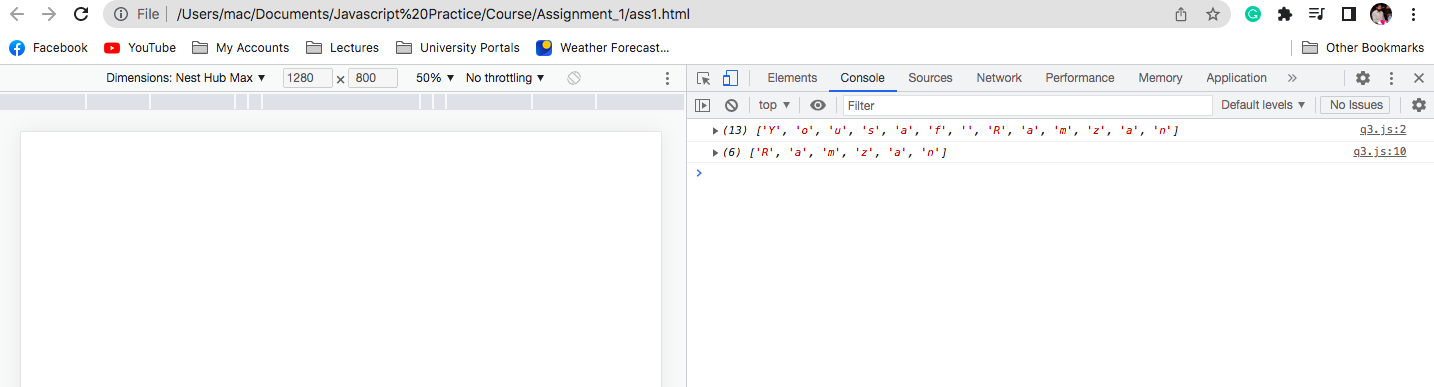 File | /Users/mac/Documents/Javascript%20Practice/Course/Assignment_1/ass1.html
Facebook YouTube My Accounts Lectures University Portals Weather Forecast... Other Bookmarks
Dimensions: Nest Hub Max ▼ 1280 × 800 50% ▼ No throttling ▼
Elements Console Sources Network Performance Memory Application »
top ▼ Filter Default levels ▼ No Issues
▶(13) ['Y', 'o', 'u', 's', 'a', 'f', '', 'R', 'a', 'm', 'z', 'a', 'n'] q3.js:2
▶(6) ['R', 'a', 'm', 'z', 'a', 'n'] q3.js:10
›